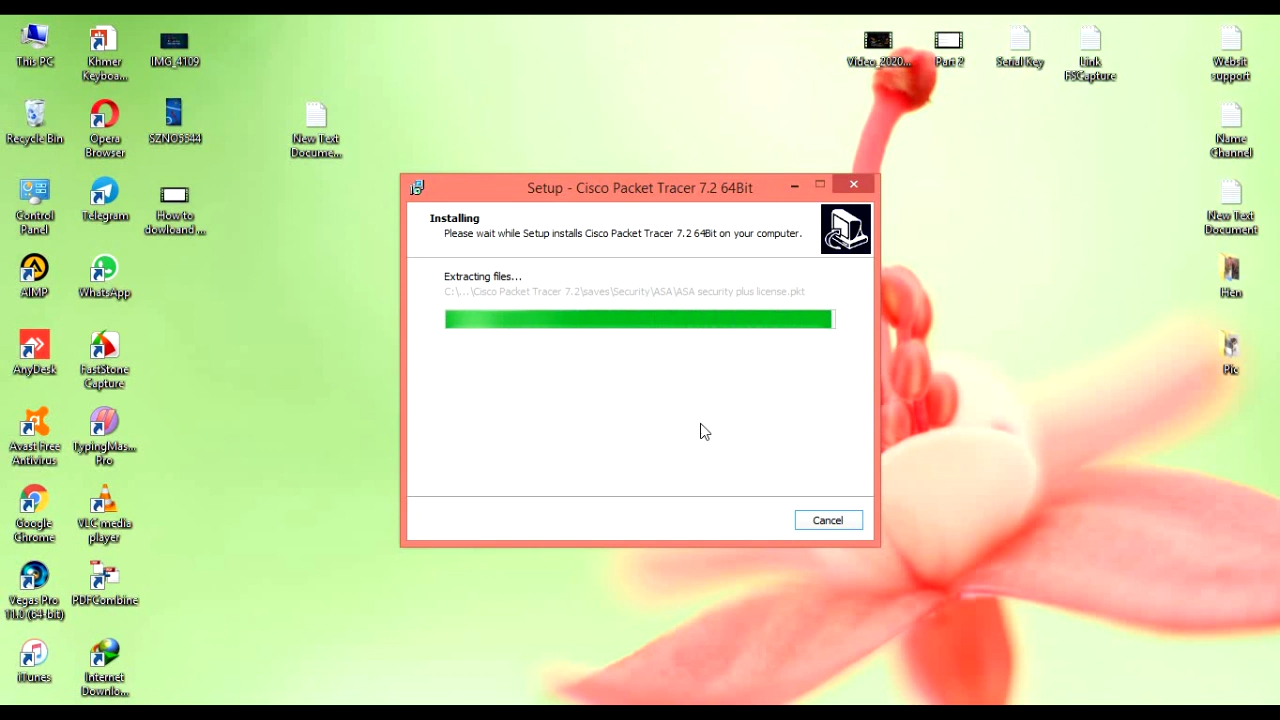 This PC
Khmer
Keyboa...
IMG_4109
Video_2020...
Part 2
Serial Key
Link
FSCapture
Websit
support
Recycle Bin
Opera
Browser
New Text
Docume...
Name
Channel
Control
Panel
Telegram
How to
dowloand ...
New Text
Document
Setup - Cisco Packet Tracer 7.2 64Bit
Installing
Please wait while Setup installs Cisco Packet Tracer 7.2 64Bit on your computer.
Extracting files...
C:\...\Cisco Packet Tracer 7.2\saves\Security\ASA\ASA security plus license.pkt
Cancel
AIMP
WhatsApp
Hen
AnyDesk
FastStone
Capture
Pic
Avast Free
Antivirus
TypingMas...
Pro
Google
Chrome
VLC media
player
Vegas Pro
11.0 (64-bit)
PDFCombine
iTunes
Internet
Downlo...